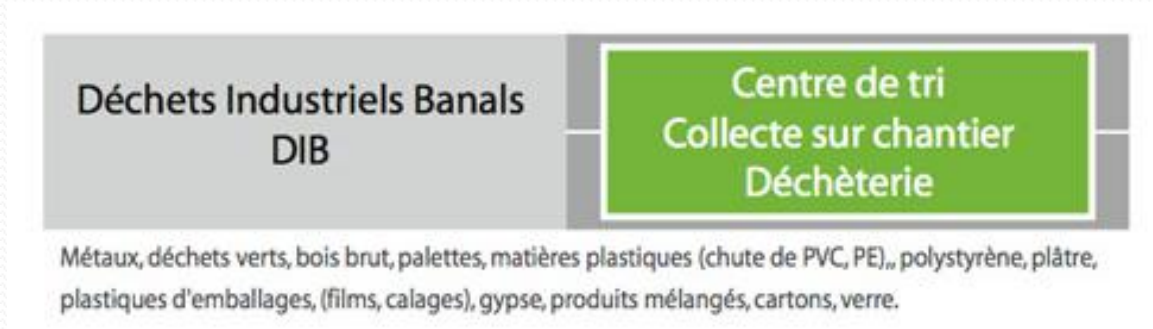 Déchets Industriels Banals
DIB
Centre de tri
Collecte sur chantier
Déchèterie
Métaux, déchets verts, bois brut, palettes, matières plastiques (chute de PVC, PE),, polystyrène, plâtre,
plastiques d'emballages, (films, calages), gypse, produits mélangés, cartons, verre.